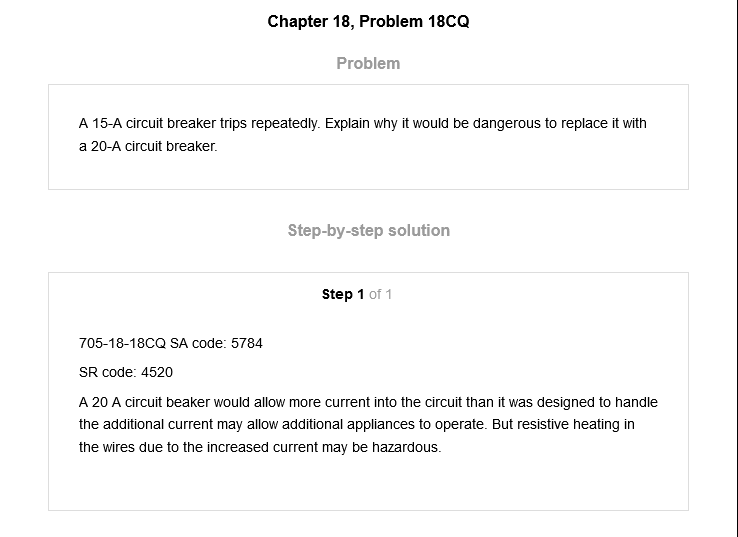 Chapter 18, Problem 18CQ
Problem
A 15-A circuit breaker trips repeatedly. Explain why it would be dangerous to replace it with
a 20-A circuit breaker.
Step-by-step solution
Step 1 of 1
705-18-18CQ SA code: 5784
SR code: 4520
A 20 A circuit beaker would allow more current into the circuit than it was designed to handle
the additional current may allow additional appliances to operate. But resistive heating in
the wires due to the increased current may be hazardous.